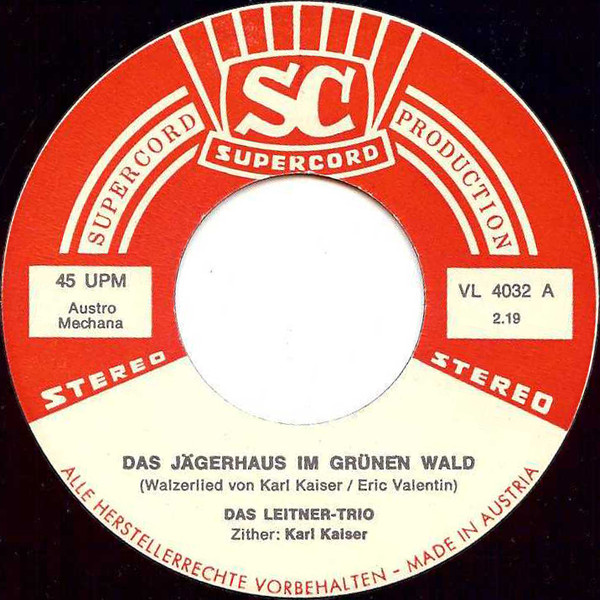 SC
SUPERCORD
SUPERCORD PRODUCTION
45 UPM
Austro
Mechana
VL 4032 A
2.19
STEREO
STEREO
DAS JÄGERHAUS IM GRÜNEN WALD
(Walzerlied von Karl Kaiser / Eric Valentin)
DAS LEITNER-TRIO
Zither: Karl Kaiser
ALLE HERSTELLERRECHTE VORBEHALTEN - MADE IN AUSTRIA